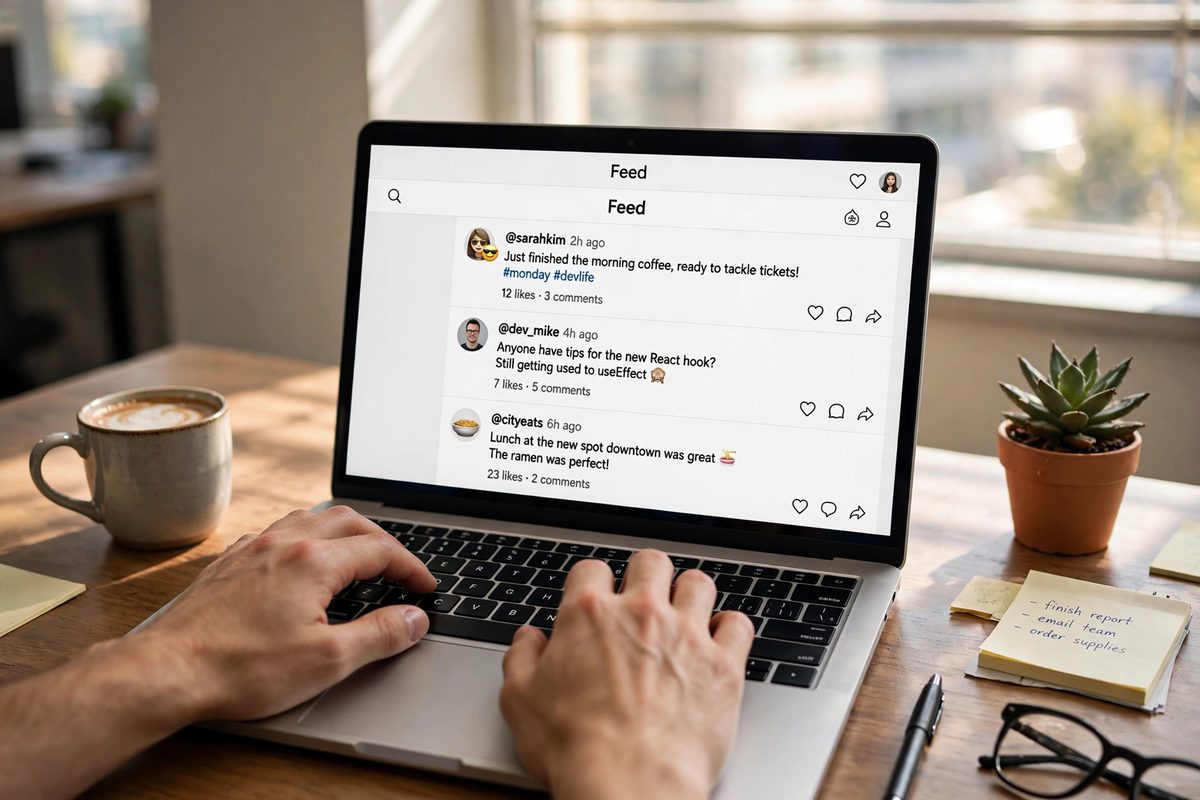 Feed
Feed
@sarahkim 2h ago
Just finished the morning coffee, ready to tackle tickets!
#monday #devlife
12 likes · 3 comments
@dev_mike 4h ago
Anyone have tips for the new React hook?
Still getting used to useEffect 🙈
7 likes · 5 comments
@cityeats 6h ago
Lunch at the new spot downtown was great 🍜
The ramen was perfect!
23 likes · 2 comments
- finish report
- email team
- order supplies